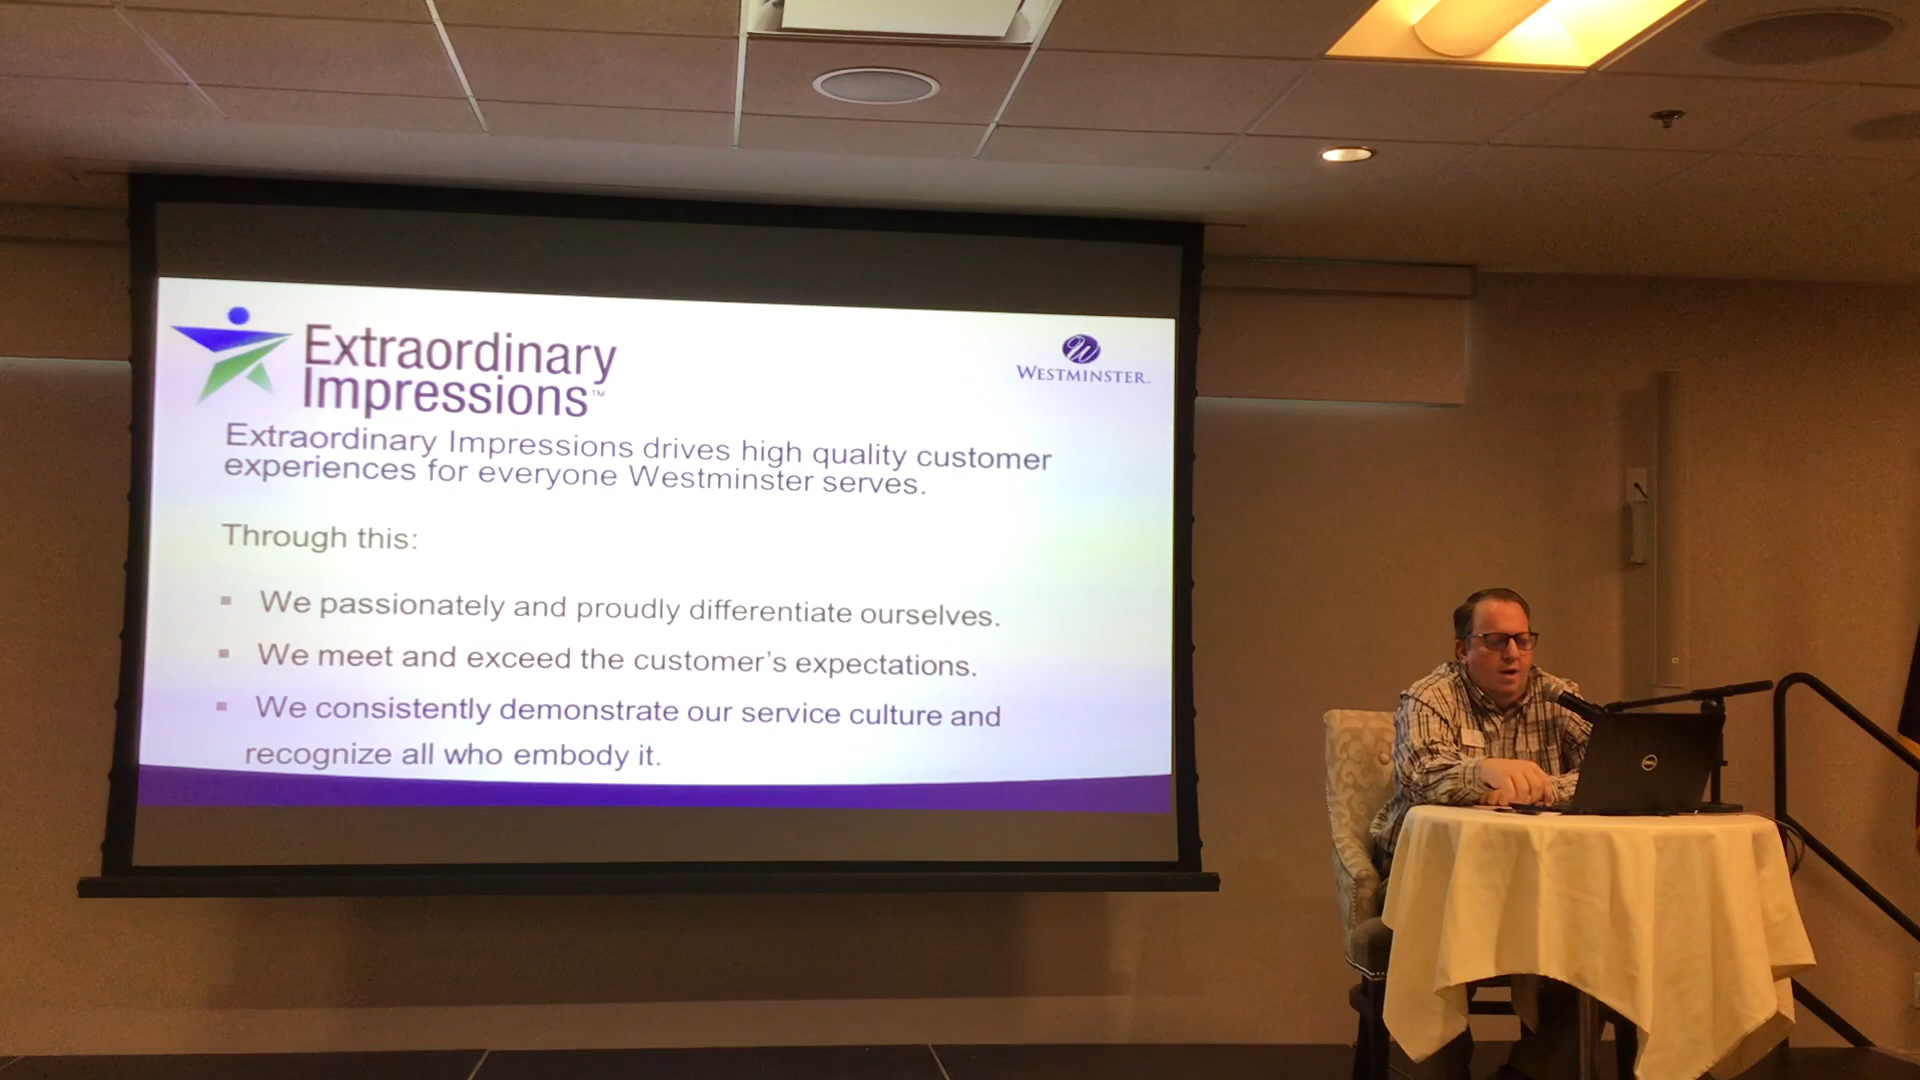 Extraordinary
Impressions™
WESTMINSTER
Extraordinary Impressions drives high quality customer
experiences for everyone Westminster serves.
Through this:
▪ We passionately and proudly differentiate ourselves.
▪ We meet and exceed the customer's expectations.
▪ We consistently demonstrate our service culture and
recognize all who embody it.
DELL